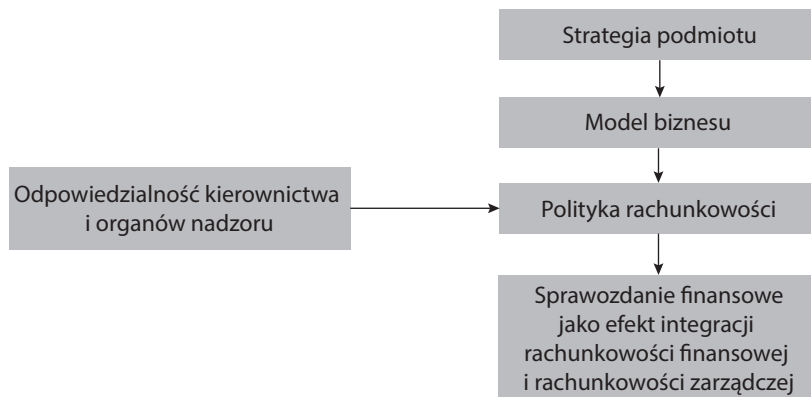 Strategia podmiotu
Model biznesu
Odpowiedzialność kierownictwa
i organów nadzoru
Polityka rachunkowości
Sprawozdanie finansowe
jako efekt integracji
rachunkowości finansowej
i rachunkowości zarządczej